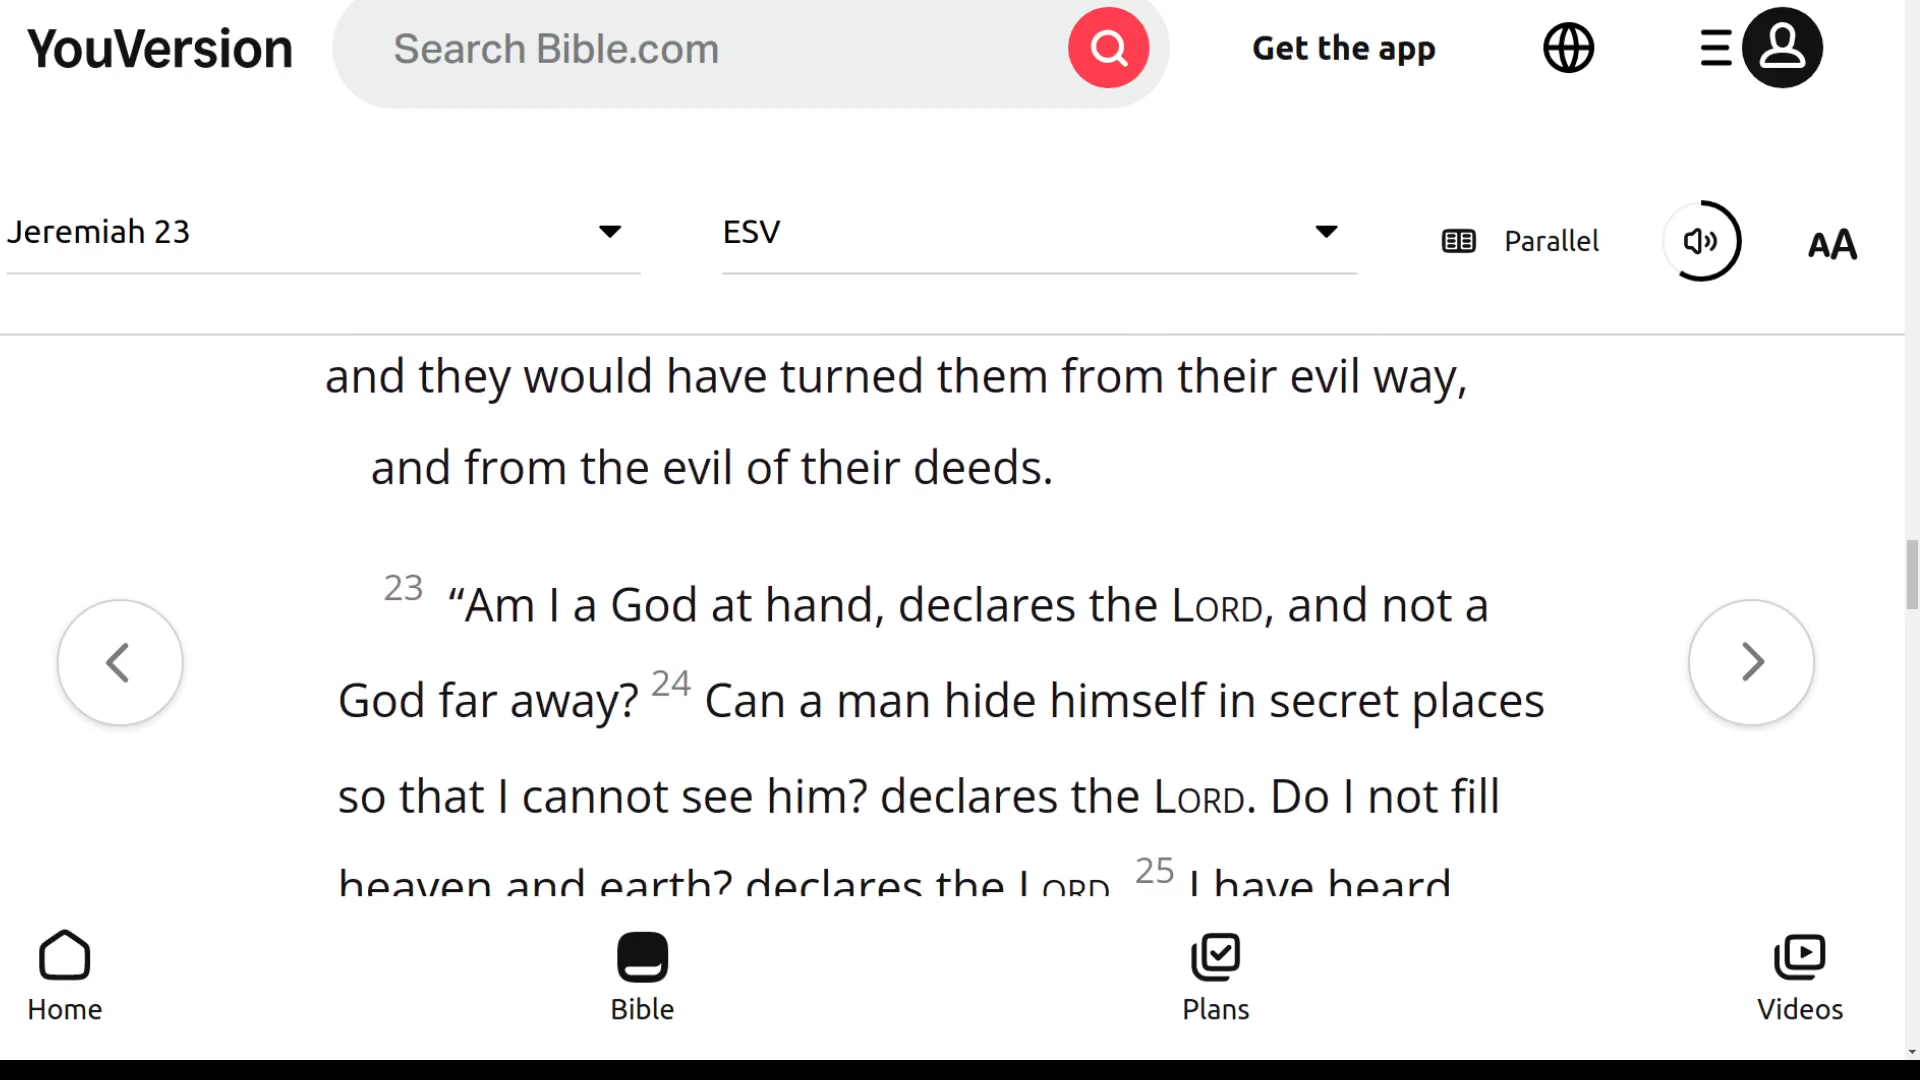 YouVersion
Search Bible.com
Get the app
Jeremiah 23
ESV
Parallel
AA
and they would have turned them from their evil way,
and from the evil of their deeds.
23 “Am I a God at hand, declares the LORD, and not a
God far away? 24 Can a man hide himself in secret places
so that I cannot see him? declares the LORD. Do I not fill
heaven and earth? declares the LORD 25 I have heard
Home
Bible
Plans
Videos